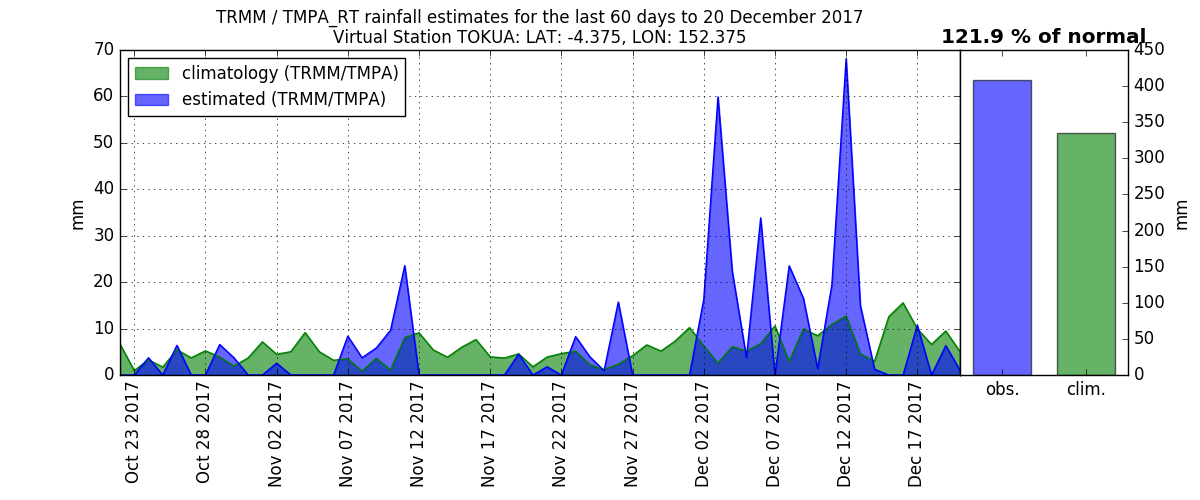 TRMM / TMPA_RT rainfall estimates for the last 60 days to 20 December 2017
Virtual Station TOKUA: LAT: -4.375, LON: 152.375
121.9 % of normal
climatology (TRMM/TMPA)
estimated (TRMM/TMPA)
70
60
50
40
30
20
10
0
mm
Oct 23 2017
Oct 28 2017
Nov 02 2017
Nov 07 2017
Nov 12 2017
Nov 17 2017
Nov 22 2017
Nov 27 2017
Dec 02 2017
Dec 07 2017
Dec 12 2017
Dec 17 2017
obs.
clim.
450
400
350
300
250
200
150
100
50
0
mm